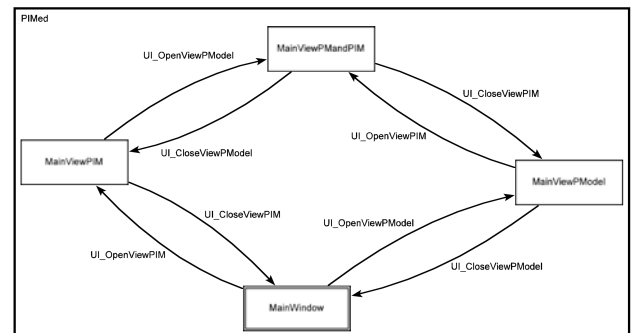 PIMed
MainViewPMandPIM
UI_OpenViewPModel
UI_CloseViewPIM
UI_OpenViewPIM
UI_CloseViewPModel
MainViewPIM
MainViewPModel
UI_CloseViewPIM
UI_OpenViewPModel
UI_OpenViewPIM
UI_CloseViewPModel
MainWindow